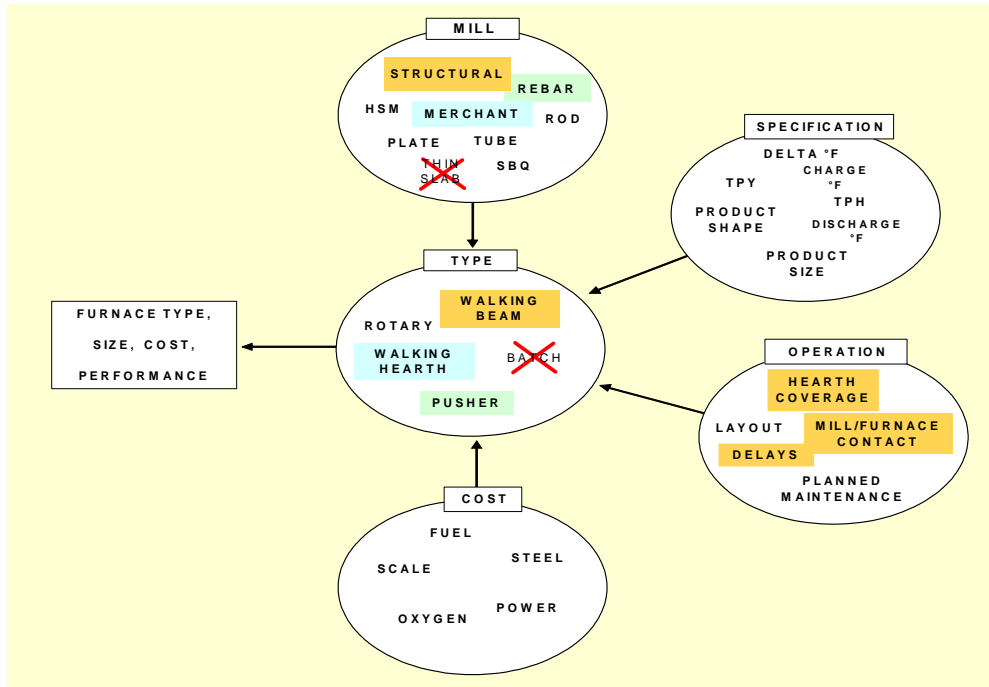 MILL
STRUCTURAL
REBAR
HSM
MERCHANT
ROD
PLATE
TUBE
THIN
SLAB
SBQ
SPECIFICATION
DELTA °F
CHARGE
°F
TPY
TPH
PRODUCT
SHAPE
DISCHARGE
°F
PRODUCT
SIZE
TYPE
WALKING
BEAM
ROTARY
WALKING
HEARTH
BATCH
PUSHER
FURNACE TYPE,
SIZE, COST,
PERFORMANCE
OPERATION
HEARTH
COVERAGE
LAYOUT
MILL/FURNACE
CONTACT
DELAYS
PLANNED
MAINTENANCE
COST
FUEL
STEEL
SCALE
POWER
OXYGEN